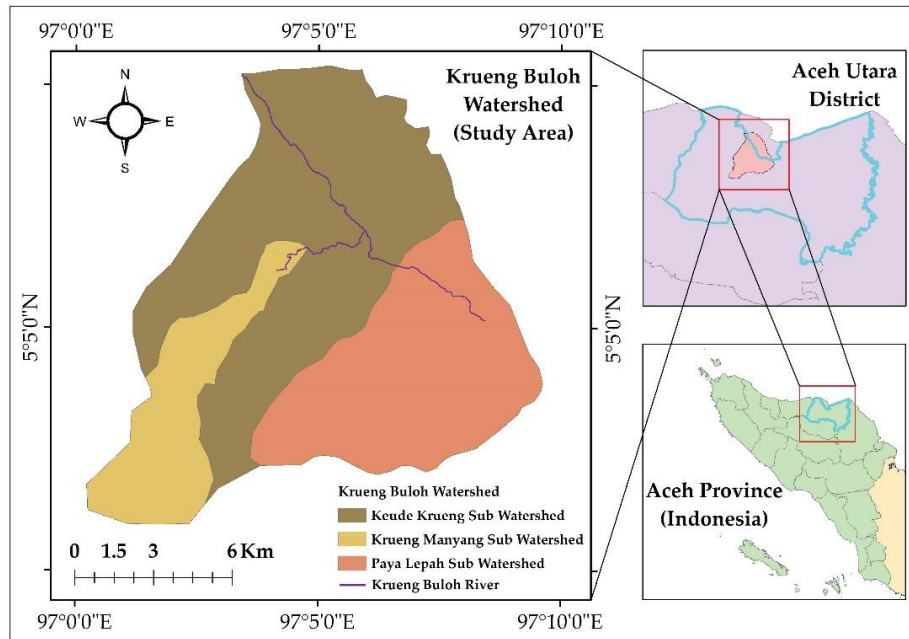 97°0'0"E
97°5'0"E
97°10'0"E
Krueng Buloh
Watershed
(Study Area)
N
W
E
S
5°5'0"N
5°5'0"N
Krueng Buloh Watershed
Keude Krueng Sub Watershed
Krueng Manyang Sub Watershed
Paya Lepah Sub Watershed
Krueng Buloh River
0 1.5 3 6 Km
97°0'0"E
97°5'0"E
97°10'0"E
Aceh Utara
District
Aceh Province
(Indonesia)